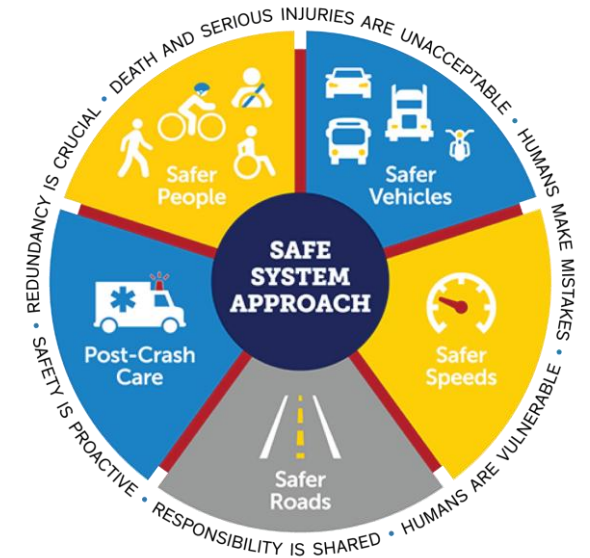 DEATH AND SERIOUS INJURIES ARE UNACCEPTABLE •
HUMANS MAKE MISTAKES •
HUMANS ARE VULNERABLE •
RESPONSIBILITY IS SHARED •
SAFETY IS PROACTIVE •
REDUNDANCY IS CRUCIAL •
Safer
People
Safer
Vehicles
SAFE
SYSTEM
APPROACH
Post-Crash
Care
Safer
Speeds
Safer
Roads